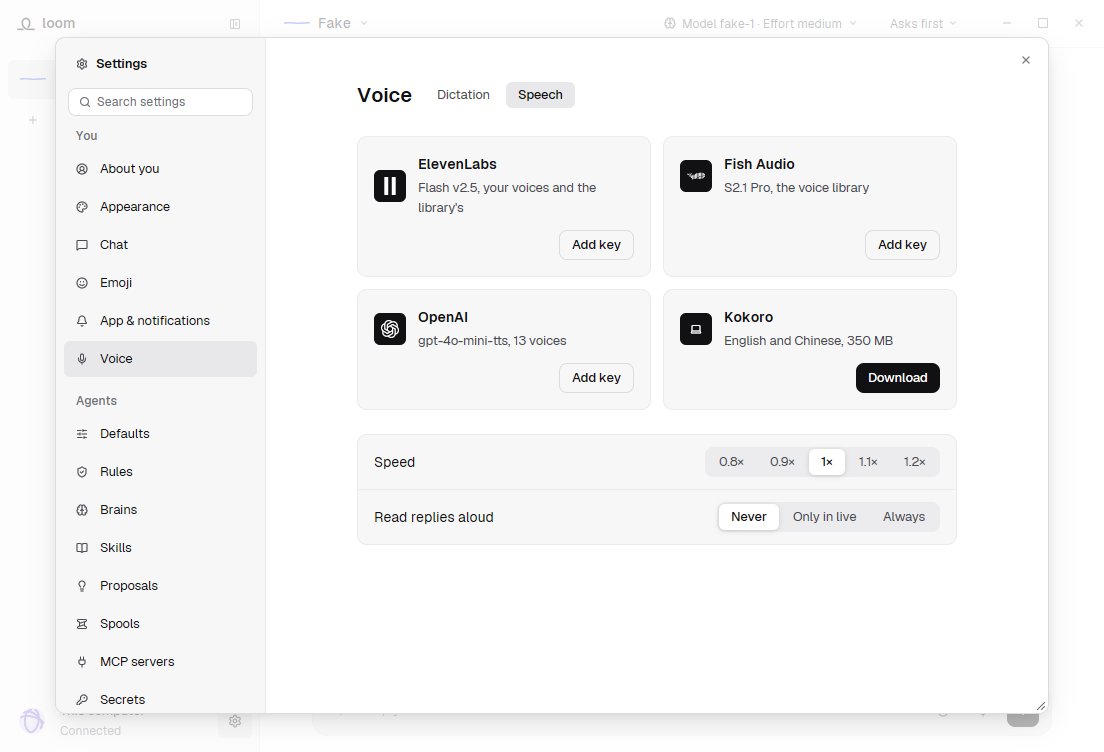 loom
Fake
Model fake-1 · Effort medium
Asks first
Settings
Search settings
You
About you
Appearance
Chat
Emoji
App & notifications
Voice
Agents
Defaults
Rules
Brains
Skills
Proposals
Spools
MCP servers
Secrets
Connected
Voice
Dictation
Speech
ElevenLabs
Flash v2.5, your voices and the
library's
Add key
Fish Audio
S2.1 Pro, the voice library
Add key
OpenAI
gpt-4o-mini-tts, 13 voices
Add key
Kokoro
English and Chinese, 350 MB
Download
Speed
0.8×
0.9×
1×
1.1×
1.2×
Read replies aloud
Never
Only in live
Always